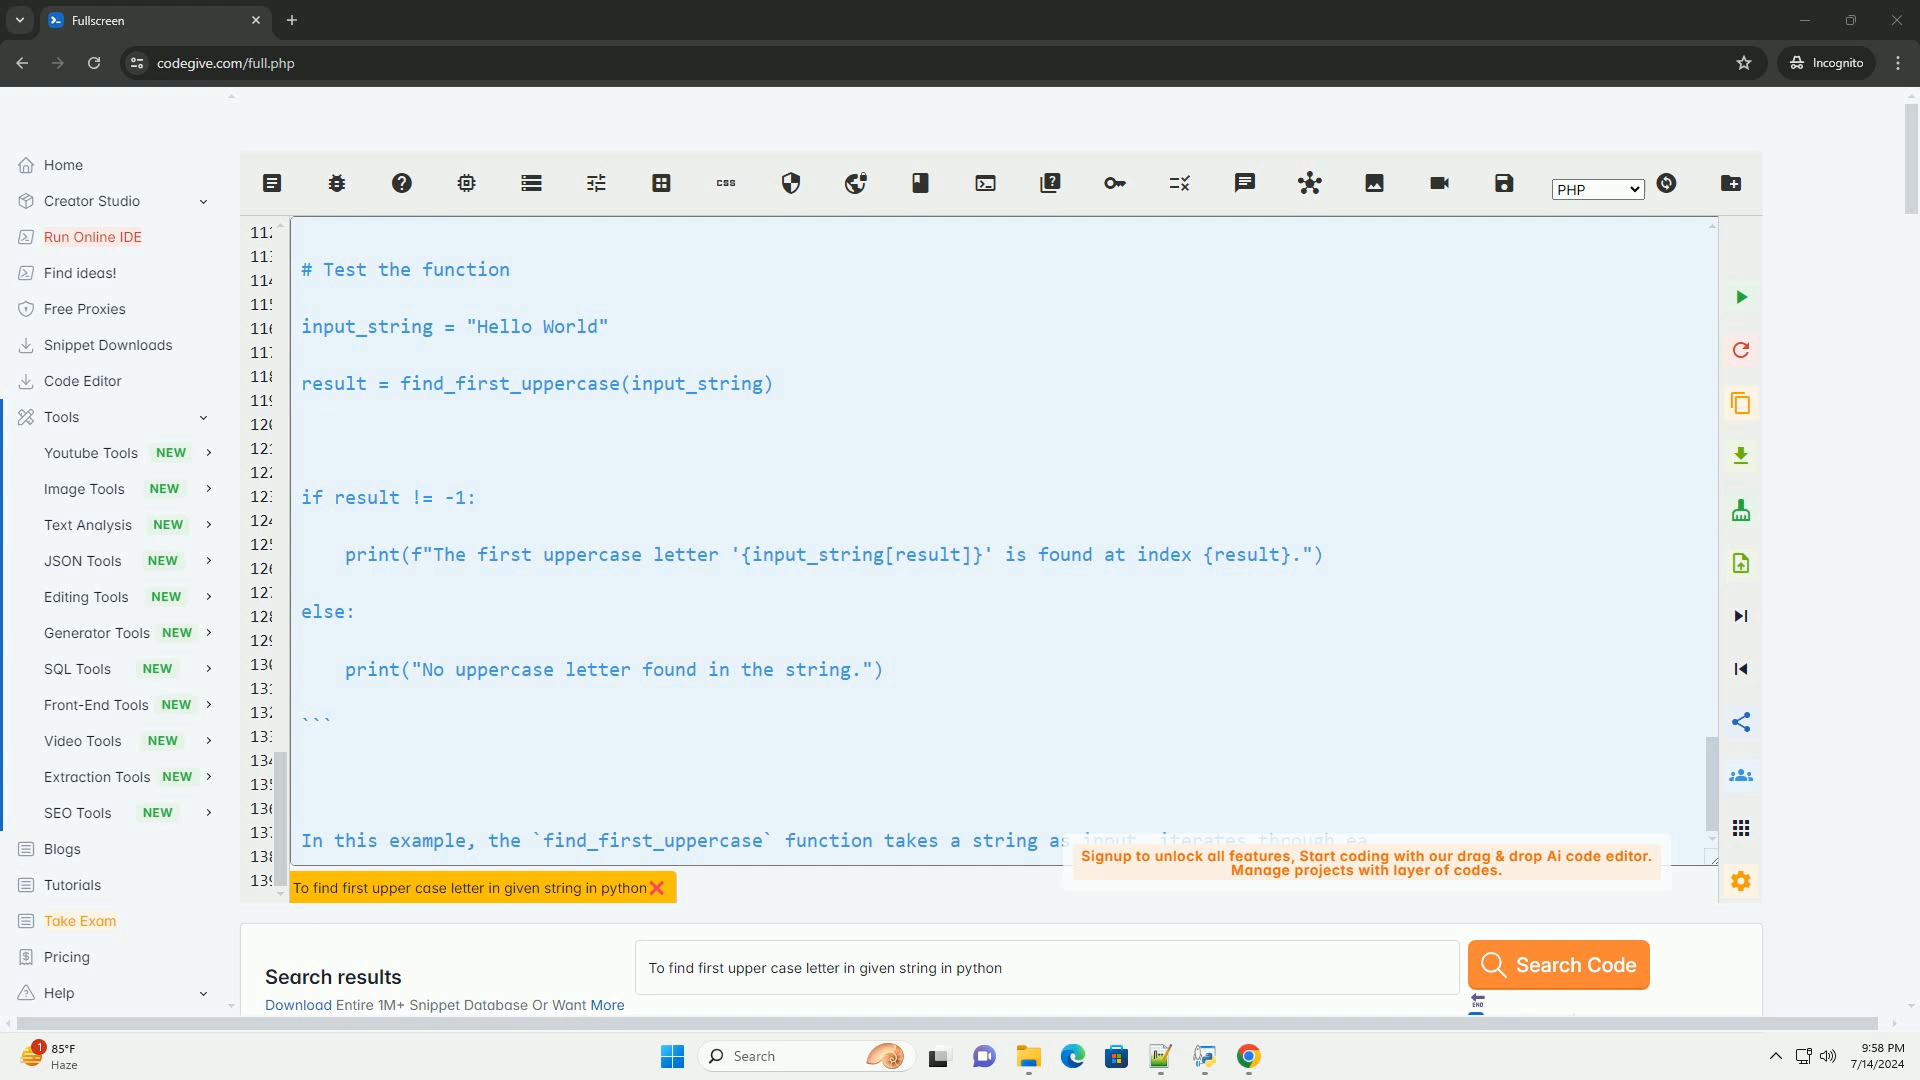 Fullscreen
codegive.com/full.php
Incognito
Home
Creator Studio
Run Online IDE
Find ideas!
Free Proxies
Snippet Downloads
Code Editor
Tools
Youtube Tools NEW
Image Tools NEW
Text Analysis NEW
JSON Tools NEW
Editing Tools NEW
Generator Tools NEW
SQL Tools NEW
Front-End Tools NEW
Video Tools NEW
Extraction Tools NEW
SEO Tools NEW
Blogs
Tutorials
Take Exam
Pricing
Help
css
PHP
# Test the function
input_string = "Hello World"
result = find_first_uppercase(input_string)
if result != -1:
print(f"The first uppercase letter '{input_string[result]}' is found at index {result}.")
else:
print("No uppercase letter found in the string.")
```
In this example, the `find_first_uppercase` function takes a string as input, iterates through ea
Signup to unlock all features, Start coding with our drag & drop Ai code editor.
Manage projects with layer of codes.
To find first upper case letter in given string in python
Search results
To find first upper case letter in given string in python
Search Code
Download Entire 1M+ Snippet Database Or Want More
END
1
85°F
Haze
Search
9:58 PM
7/14/2024